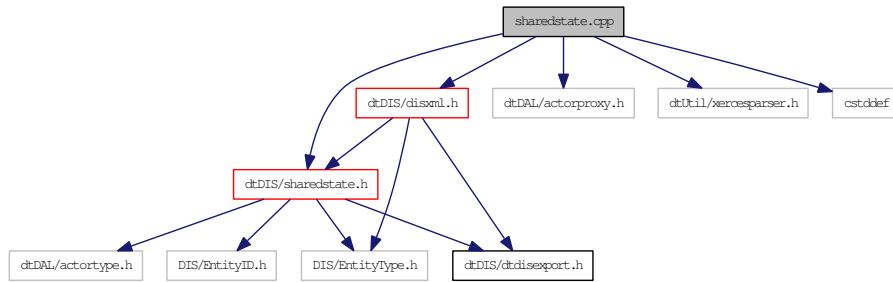 sharedstate.cpp
dtDIS/disxml.h
dtDAL/actorproxy.h
dtUtil/xercesparser.h
cstddef
dtDIS/sharedstate.h
dtDAL/actortype.h
DIS/EntityID.h
DIS/EntityType.h
dtDIS/dtdisexport.h